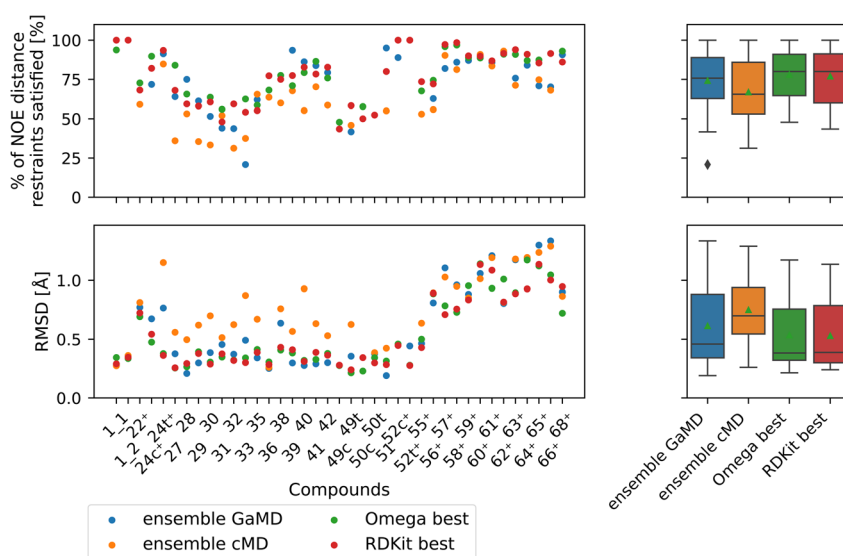 % of NOE distance
restraints satisfied [%]
100
75
50
25
0
RMSD [Å]
1.0
0.5
0.0
1_1
1_2
22⁺
24c⁺
24t⁺
27
28
29
30
31
32
33
35
36
38
39
40
41
42
49c
49t
50c
50t
51
52c⁺
52t⁺
55⁺
56⁺
57⁺
58⁺
59⁺
60⁺
61⁺
62⁺
63⁺
64⁺
65⁺
66⁺
68⁺
Compounds
ensemble GaMD
ensemble cMD
Omega best
RDKit best
ensemble GaMD
ensemble cMD
Omega best
RDKit best